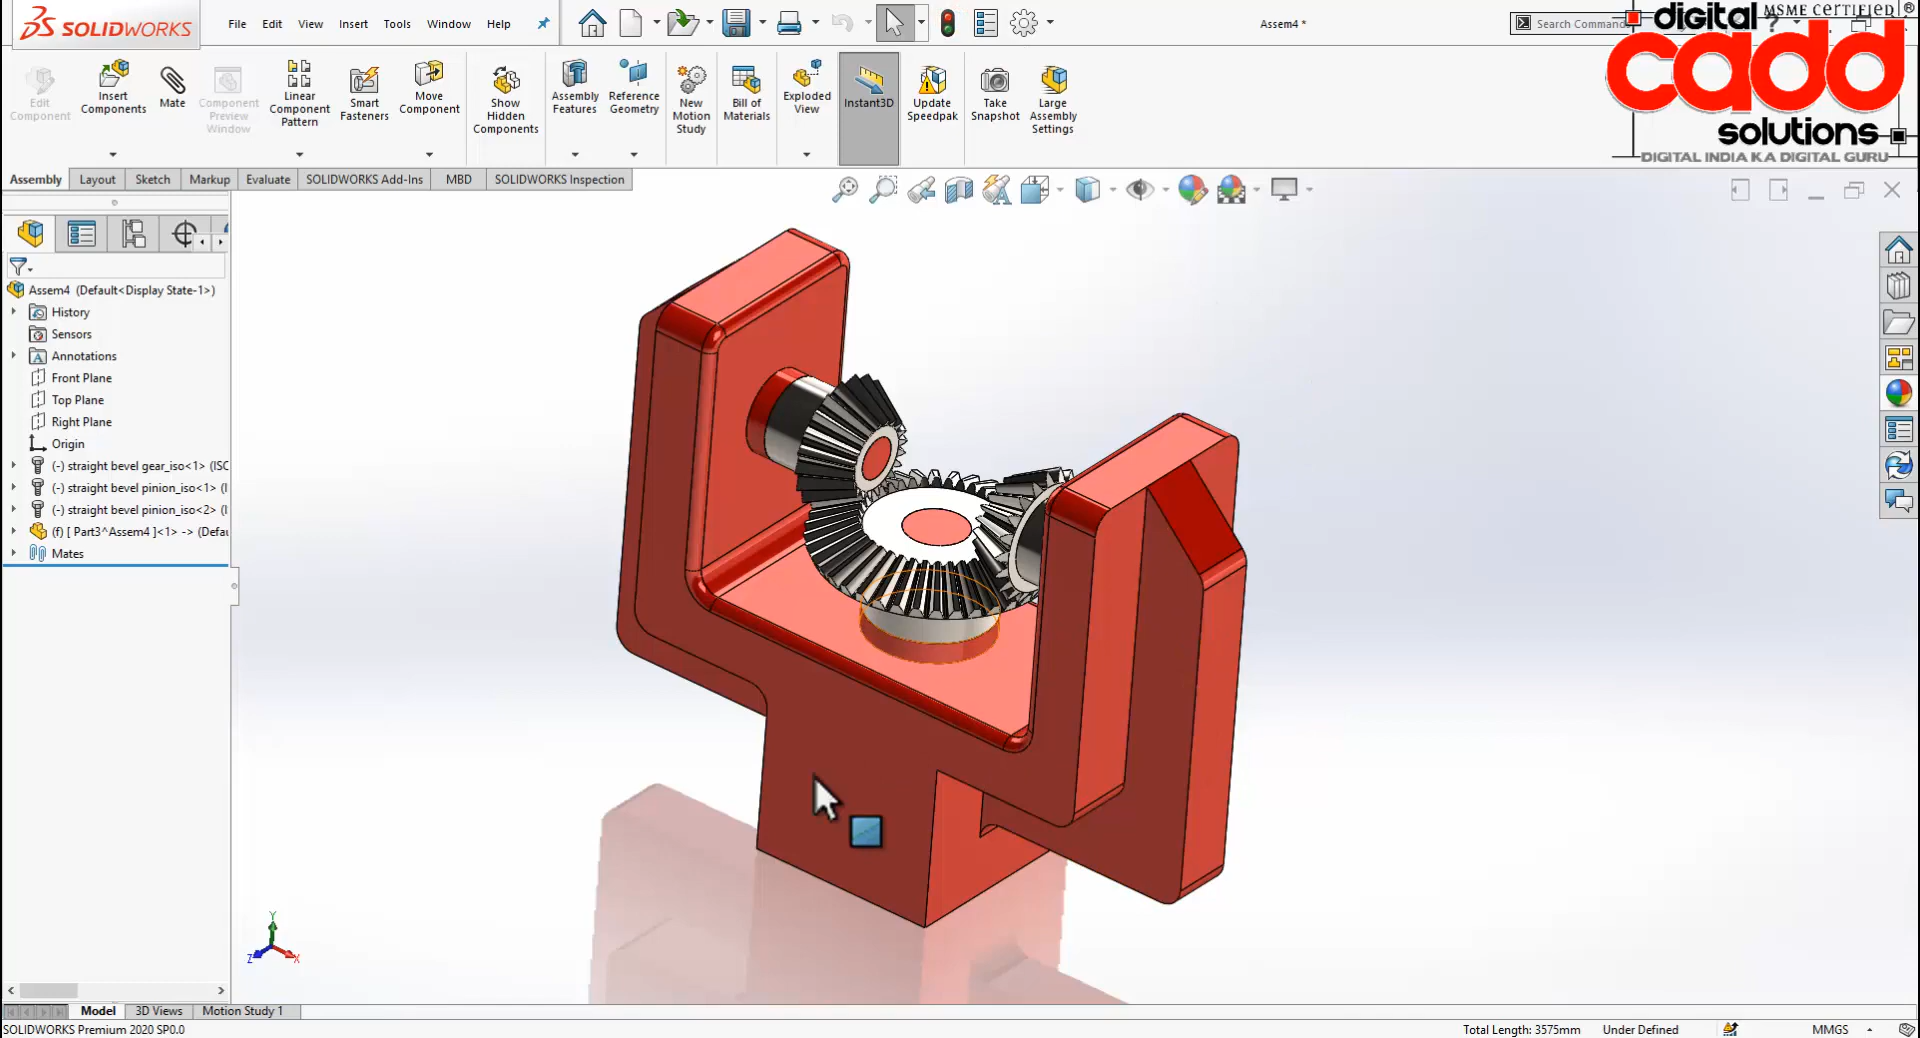 SOLIDWORKS
File Edit View Insert Tools Window Help
Assem4 *
Search Comman
digital MSME CERTIFIED ®
cadd
solutions
DIGITAL INDIA KA DIGITAL GURU
Edit Component
Insert Components
Mate
Component Preview Window
Linear Component Pattern
Smart Fasteners
Move Component
Show Hidden Components
Assembly Features
Reference Geometry
New Motion Study
Bill of Materials
Exploded View
Instant3D
Update Speedpak
Take Snapshot
Large Assembly Settings
Assembly Layout Sketch Markup Evaluate SOLIDWORKS Add-Ins MBD SOLIDWORKS Inspection
Assem4 (Default<Display State-1>)
History
Sensors
Annotations
Front Plane
Top Plane
Right Plane
Origin
(-) straight bevel gear_iso<1> (ISC
(-) straight bevel pinion_iso<1> (I
(-) straight bevel pinion_iso<2> (I
(f) [ Part3^Assem4 ]<1> -> (Defau
Mates
Y
Z X
Model 3D Views Motion Study 1
SOLIDWORKS Premium 2020 SP0.0
Total Length: 3575mm Under Defined MMGS